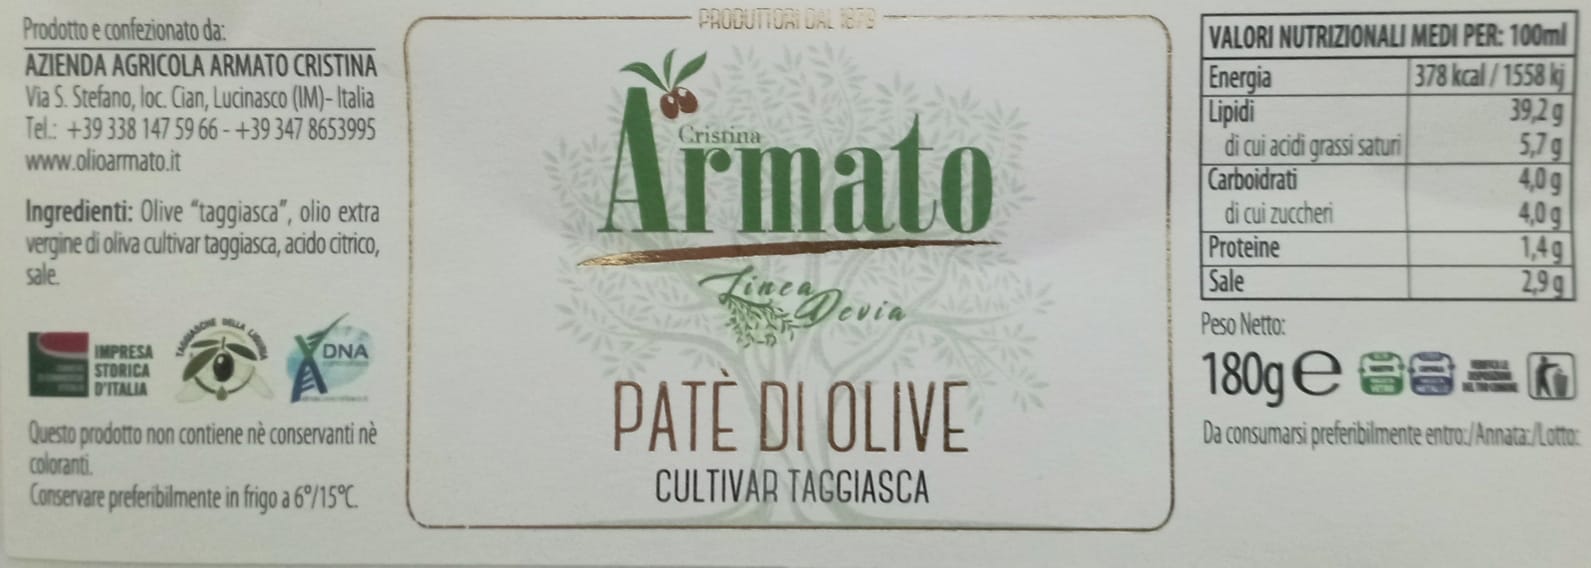 Prodotto e confezionato da:
AZIENDA AGRICOLA ARMATO CRISTINA
Via S. Stefano, loc. Cian, Lucinasco (IM)- Italia
Tel.: +39 338 147 59 66 - +39 347 8653995
www.olioarmato.it
Ingredienti: Olive "taggiasca", olio extra
vergine di oliva cultivar taggiasca, acido citrico,
sale.
IMPRESA
STORICA
D'ITALIA
TAGGIASCHE DELLA LIGURIA
DNA
Questo prodotto non contiene nè conservanti nè
coloranti.
Conservare preferibilmente in frigo a 6°/15°C.
PRODUTTORI DAL 1879
Cristina
Armato
Linea
Devia
PATÈ DI OLIVE
CULTIVAR TAGGIASCA
VALORI NUTRIZIONALI MEDI PER: 100ml
Energia 378 kcal / 1558 kj
Lipidi 39,2 g
di cui acidi grassi saturi 5,7 g
Carboidrati 4,0 g
di cui zuccheri 4,0 g
Proteine 1,4 g
Sale 2,9 g
Peso Netto:
180g e
Da consumarsi preferibilmente entro:/Annata:/Lotto: